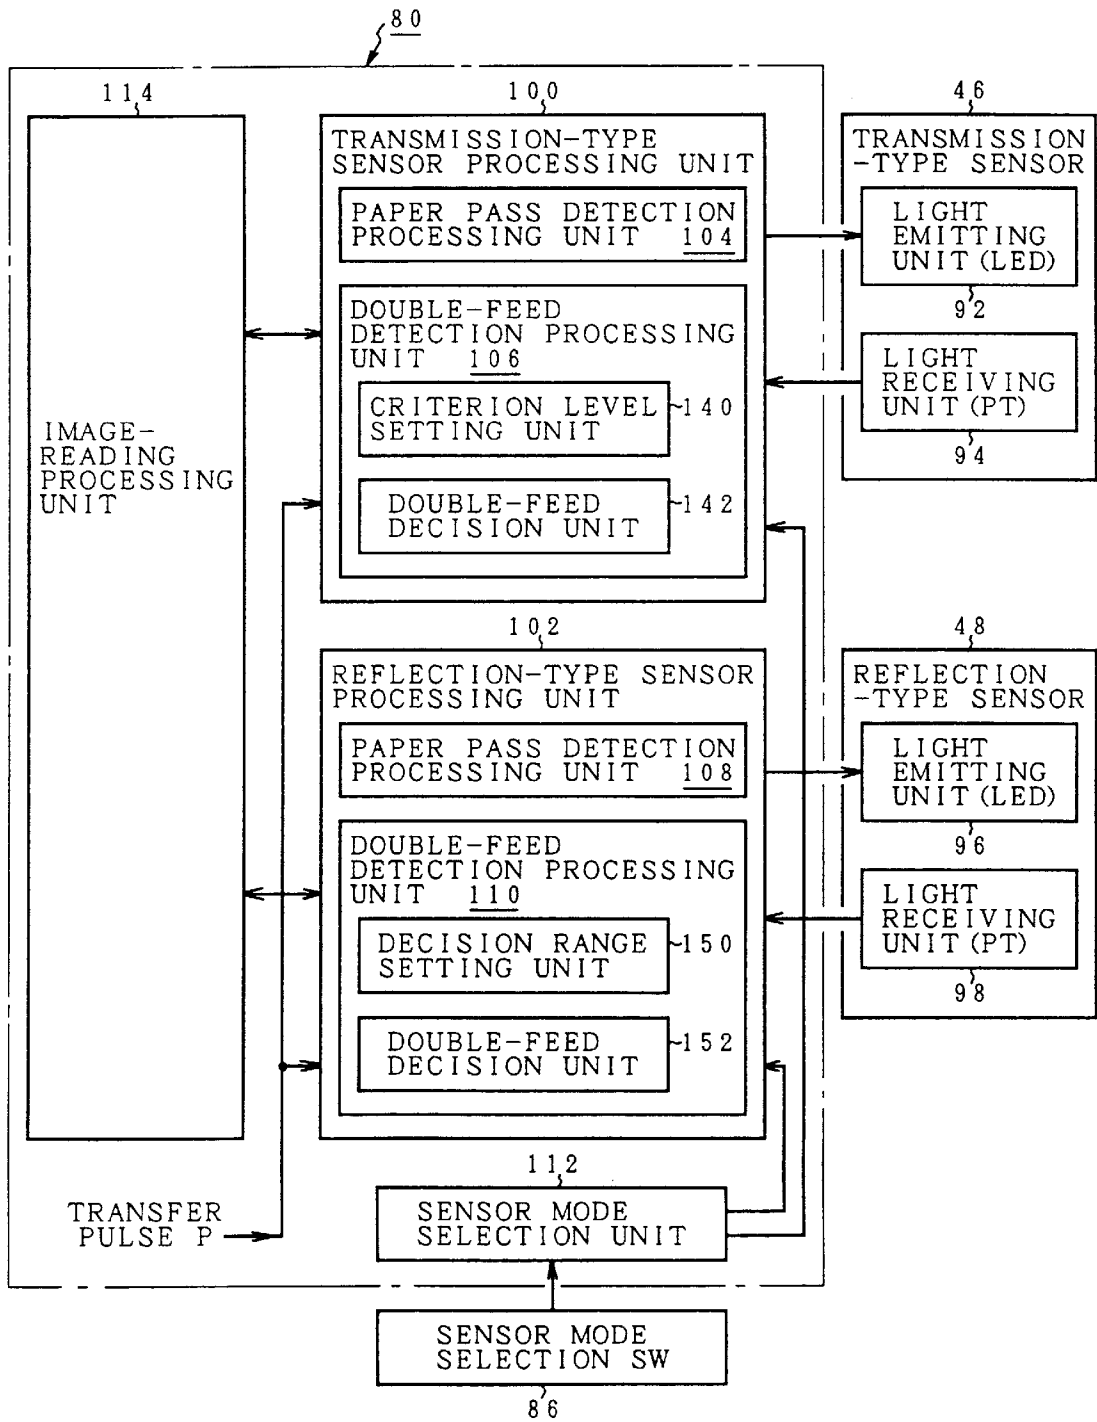 80
114
IMAGE-
READING
PROCESSING
UNIT
100
TRANSMISSION-TYPE
SENSOR PROCESSING UNIT
PAPER PASS DETECTION
PROCESSING UNIT 104
DOUBLE-FEED
DETECTION PROCESSING
UNIT 106
CRITERION LEVEL
SETTING UNIT
140
DOUBLE-FEED
DECISION UNIT
142
46
TRANSMISSION
-TYPE SENSOR
LIGHT
EMITTING
UNIT(LED)
92
LIGHT
RECEIVING
UNIT(PT)
94
102
REFLECTION-TYPE SENSOR
PROCESSING UNIT
PAPER PASS DETECTION
PROCESSING UNIT 108
DOUBLE-FEED
DETECTION PROCESSING
UNIT 110
DECISION RANGE
SETTING UNIT
150
DOUBLE-FEED
DECISION UNIT
152
48
REFLECTION
-TYPE SENSOR
LIGHT
EMITTING
UNIT(LED)
96
LIGHT
RECEIVING
UNIT(PT)
98
TRANSFER
PULSE P
112
SENSOR MODE
SELECTION UNIT
SENSOR MODE
SELECTION SW
86